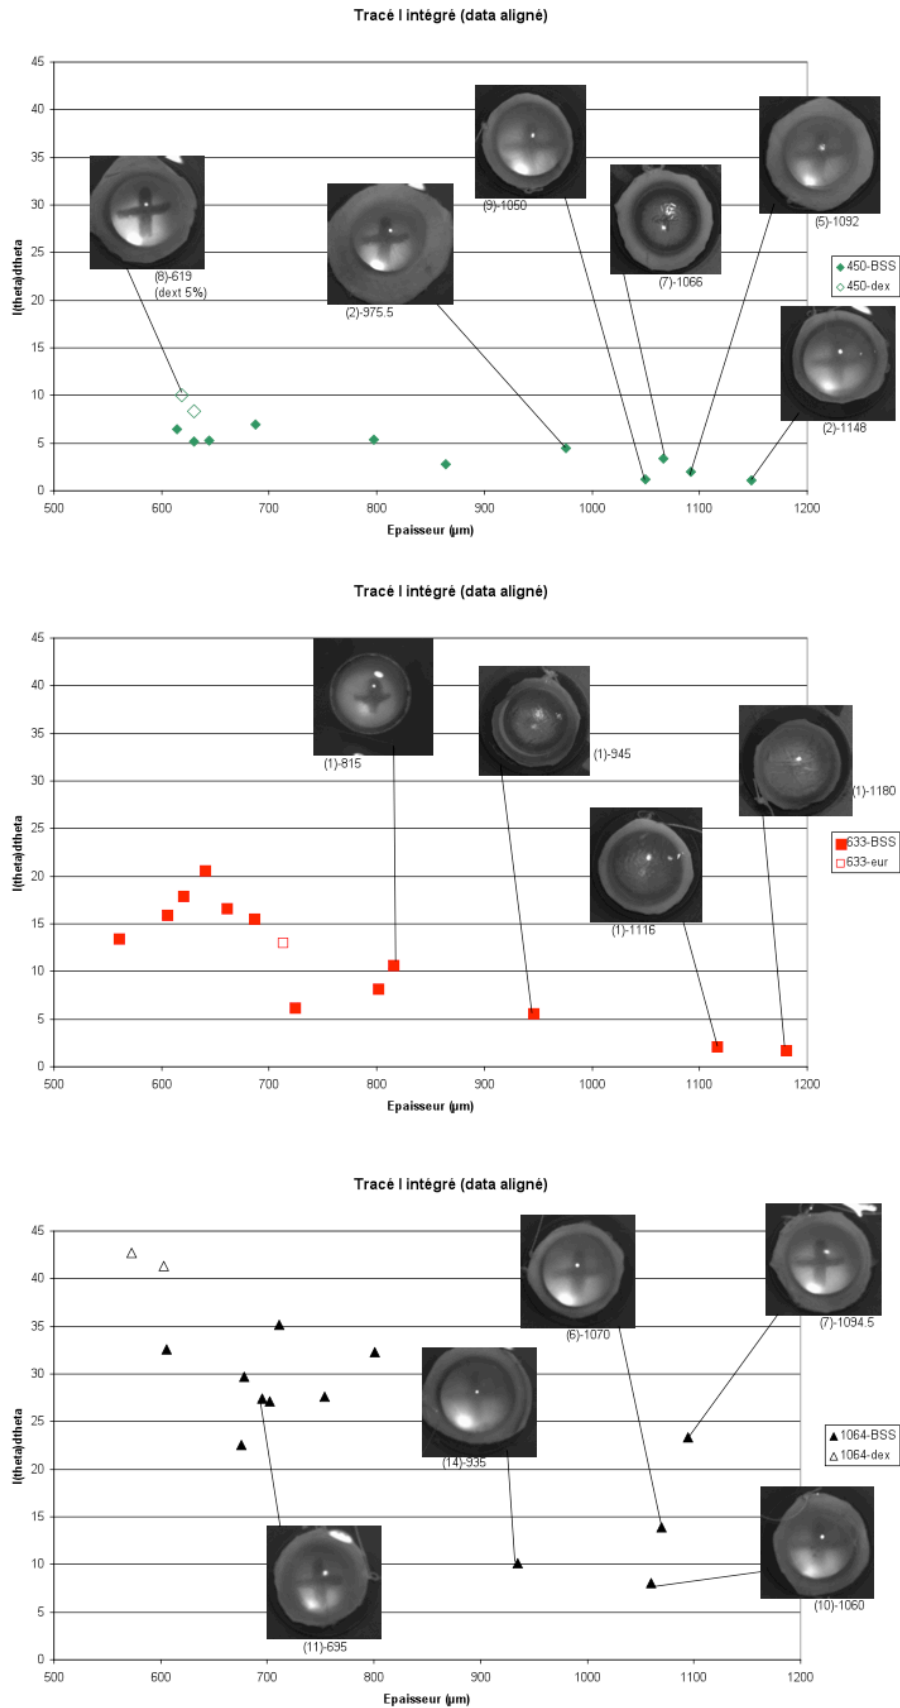 Tracé I intégré (data aligné)
45
40
35
30
25
20
15
10
5
0
I(theta)dtheta
(8)-619
(dext 5%)
(2)-975.5
(9)-1050
(7)-1066
(5)-1092
(2)-1148
450-BSS
450-dex
500 600 700 800 900 1000 1100 1200
Epaisseur (µm)
Tracé I intégré (data aligné)
45
40
35
30
25
20
15
10
5
0
I(theta)dtheta
(1)-815
(1)-945
(1)-1116
(1)-1180
633-BSS
633-eur
500 600 700 800 900 1000 1100 1200
Epaisseur (µm)
Tracé I intégré (data aligné)
45
40
35
30
25
20
15
10
5
0
I(theta)dtheta
(11)-695
(14)-935
(6)-1070
(7)-1094.5
(10)-1060
1064-BSS
1064-dex
500 600 700 800 900 1000 1100 1200
Epaisseur (µm)